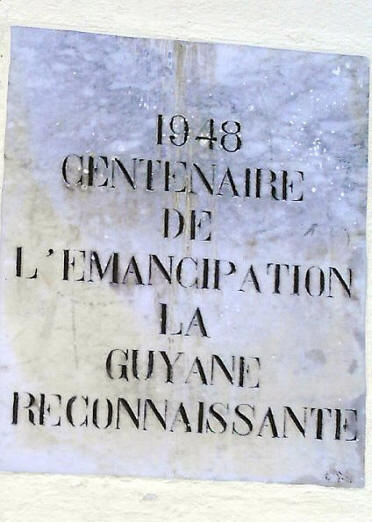 1948
CENTENAIRE
DE
L'EMANCIPATION
LA
GUYANE
RECONNAISSANTE